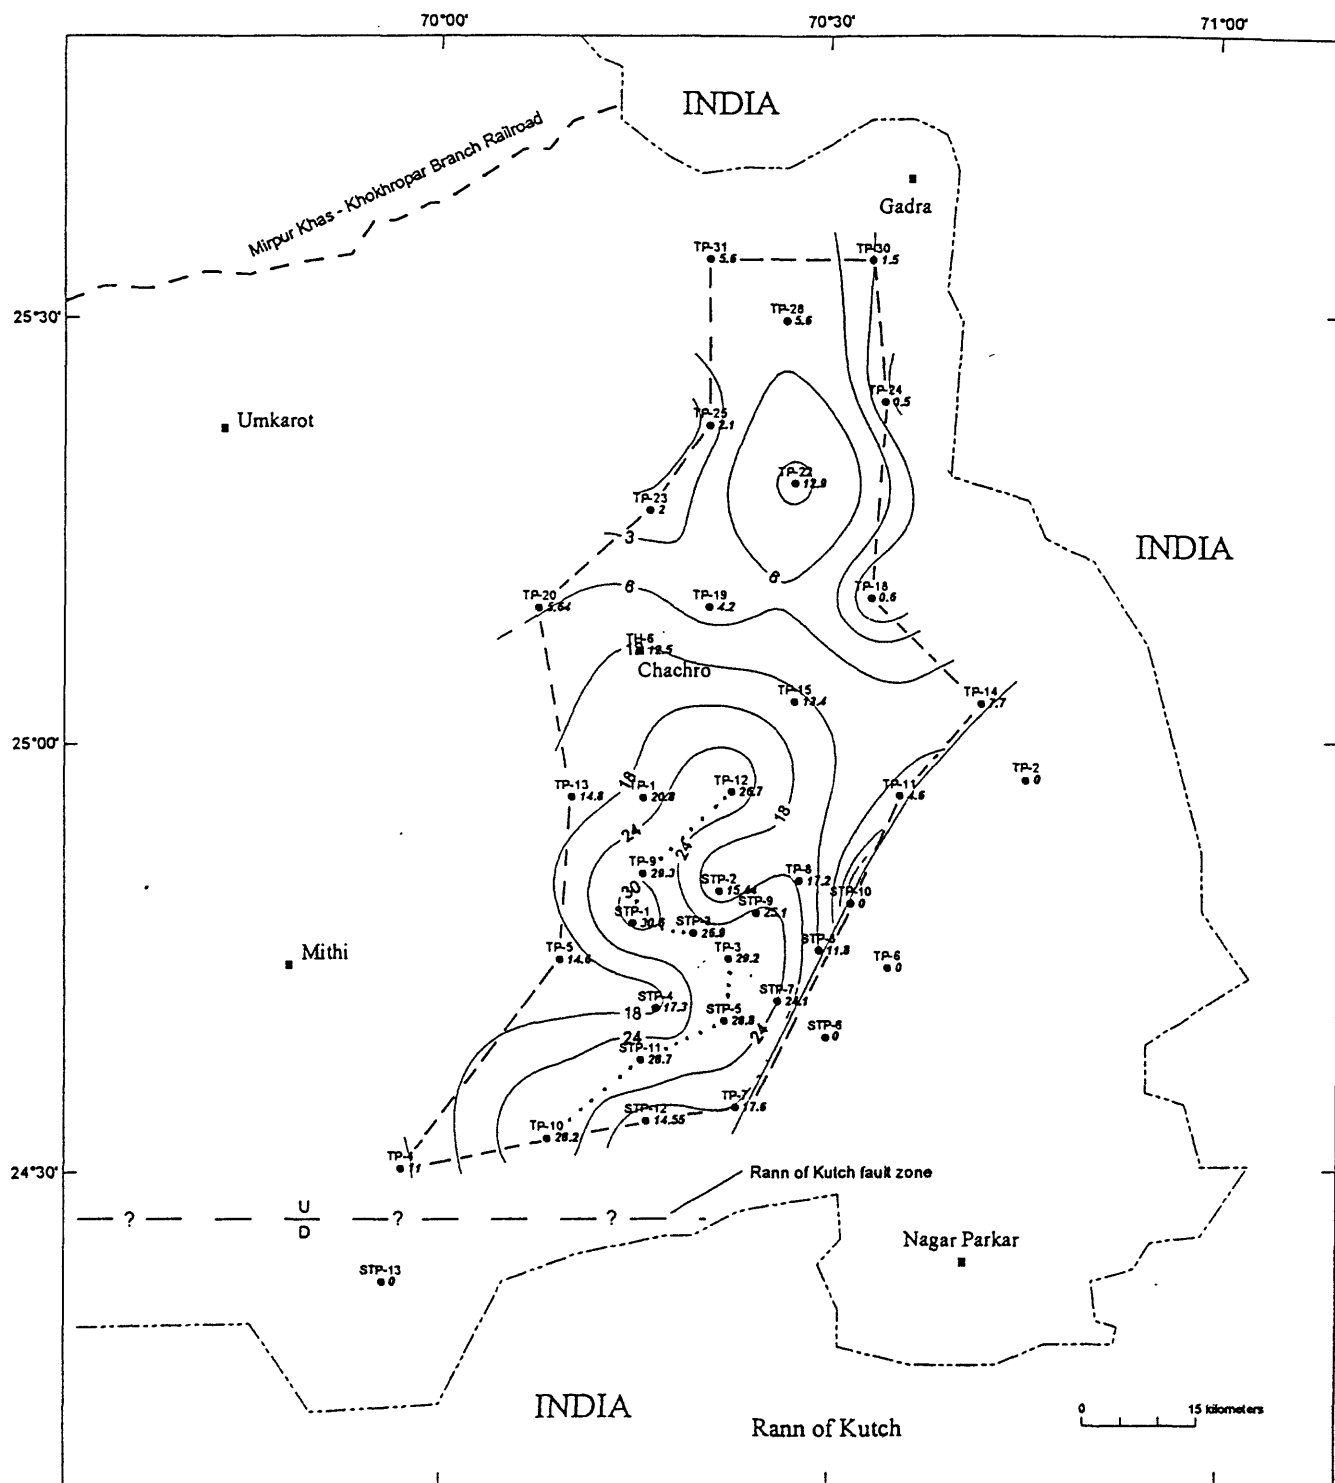 70°00'
70°30'
71°00'
INDIA
Mirpur Khas - Khokhropar Branch Railroad
Gadra
TP-31
5.6
TP-30
1.5
25°30'
TP-28
5.6
TP-24
0.5
Umkarot
TP-25
2.1
TP-22
12.9
TP-23
2
3
INDIA
6
6
TP-20
5.64
TP-19
4.2
TP-18
0.6
TH-6
12.5
Chachro
TP-15
13.4
TP-14
7.7
25°00'
18
TP-13
14.8
TP-1
20.8
TP-12
26.7
TP-11
4.6
TP-2
0
18
24
24
TP-9
28.3
30
STP-2
15.44
TP-8
17.2
STP-10
0
STP-9
25.1
STP-1
30.6
STP-3
26.9
Mithi
TP-5
14.6
TP-3
29.2
11.8
TP-6
0
STP-4
17.3
STP-7
24.1
18
STP-5
28.8
24
24
STP-6
0
STP-11
28.7
TP-7
17.6
STP-12
14.55
TP-10
28.2
TP-4
11
24°30'
Rann of Kutch fault zone
U
? ? ?
D
STP-13
0
Nagar Parkar
INDIA
Rann of Kutch
0 15 kilometers